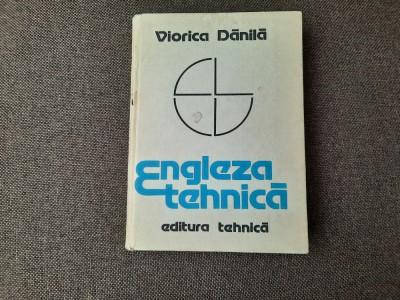 Viorica Dănilă
Engleza
tehnică
editura tehnică